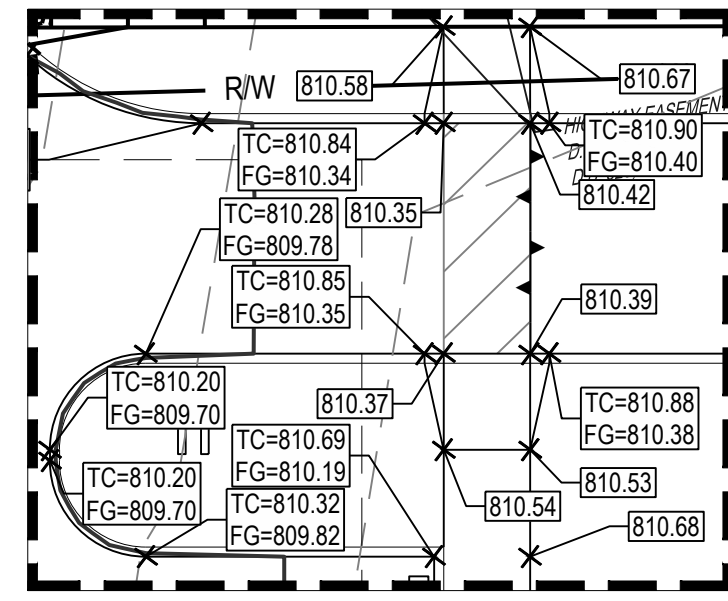 R/W
810.58
810.67
HIGHWAY EASEMENT
TC=810.84
FG=810.34
TC=810.90
FG=810.40
810.42
TC=810.28
FG=809.78
810.35
TC=810.85
FG=810.35
810.39
TC=810.20
FG=809.70
810.37
TC=810.88
FG=810.38
TC=810.69
FG=810.19
TC=810.20
FG=809.70
810.53
810.54
TC=810.32
FG=809.82
810.68